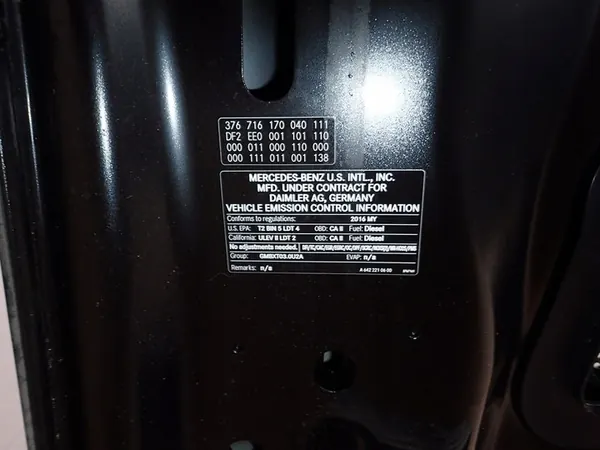 376 716 170 040 111
DF2 EE0 001 101 110
000 011 000 110 000
000 111 011 001 138
MERCEDES-BENZ U.S. INTL., INC.
MFD. UNDER CONTRACT FOR
DAIMLER AG, GERMANY
VEHICLE EMISSION CONTROL INFORMATION
Conforms to regulations: 2016 MY
U.S. EPA: T2 BIN 5 LDT 4 OBD: CA II Fuel: Diesel
California: ULEV II LDT 2 OBD: CA II Fuel: Diesel
No adjustments needed.
Group: GMBXT03.0U2A EVAP: n/a
Remarks: n/a A 642 221 06 00